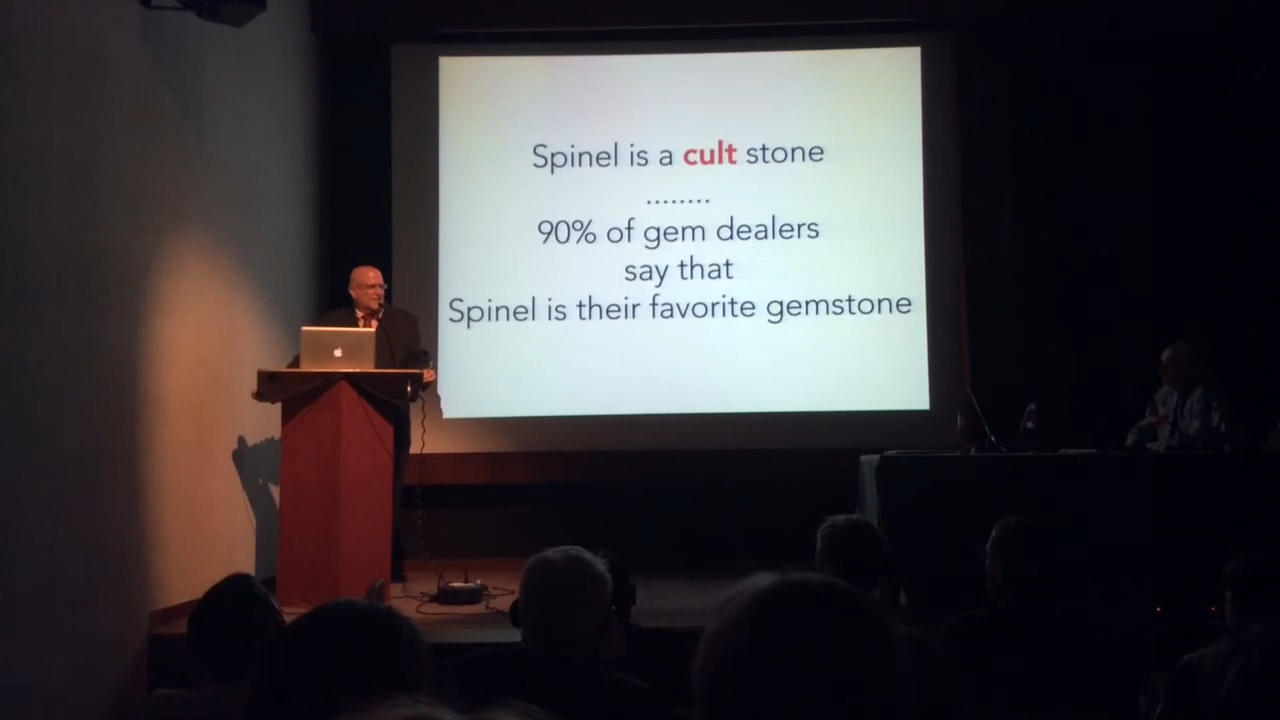 Spinel is a cult stone
........
90% of gem dealers
say that
Spinel is their favorite gemstone